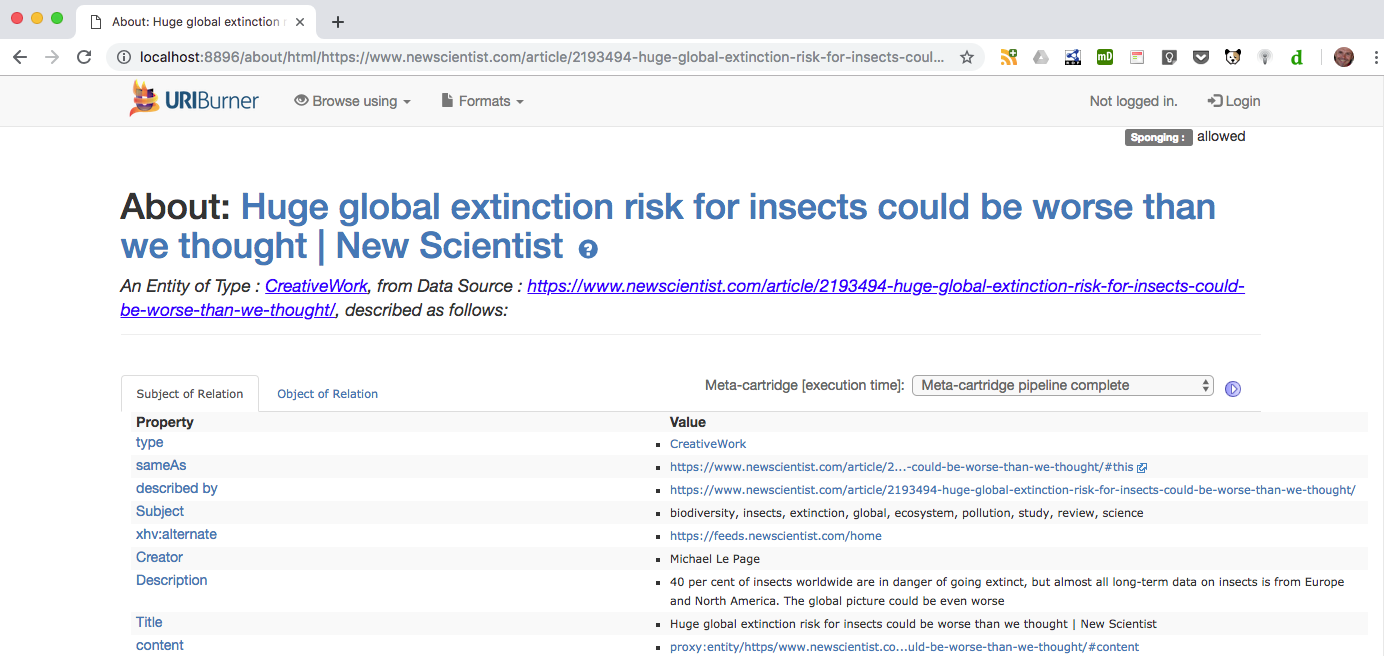 About: Huge global extinction r
localhost:8896/about/html/https://www.newscientist.com/article/2193494-huge-global-extinction-risk-for-insects-coul...
mD
d
URIBurner Browse using Formats Not logged in. Login
Sponging : allowed
About: Huge global extinction risk for insects could be worse than
we thought | New Scientist ?
An Entity of Type : CreativeWork, from Data Source : https://www.newscientist.com/article/2193494-huge-global-extinction-risk-for-insects-could-
be-worse-than-we-thought/, described as follows:
Meta-cartridge [execution time]: Meta-cartridge pipeline complete
Subject of Relation Object of Relation
Property Value
type CreativeWork
sameAs https://www.newscientist.com/article/2...-could-be-worse-than-we-thought/#this
described by https://www.newscientist.com/article/2193494-huge-global-extinction-risk-for-insects-could-be-worse-than-we-thought/
Subject biodiversity, insects, extinction, global, ecosystem, pollution, study, review, science
xhv:alternate https://feeds.newscientist.com/home
Creator Michael Le Page
Description 40 per cent of insects worldwide are in danger of going extinct, but almost all long-term data on insects is from Europe
and North America. The global picture could be even worse
Title Huge global extinction risk for insects could be worse than we thought | New Scientist
content proxy:entity/https/www.newscientist.co...uld-be-worse-than-we-thought/#content